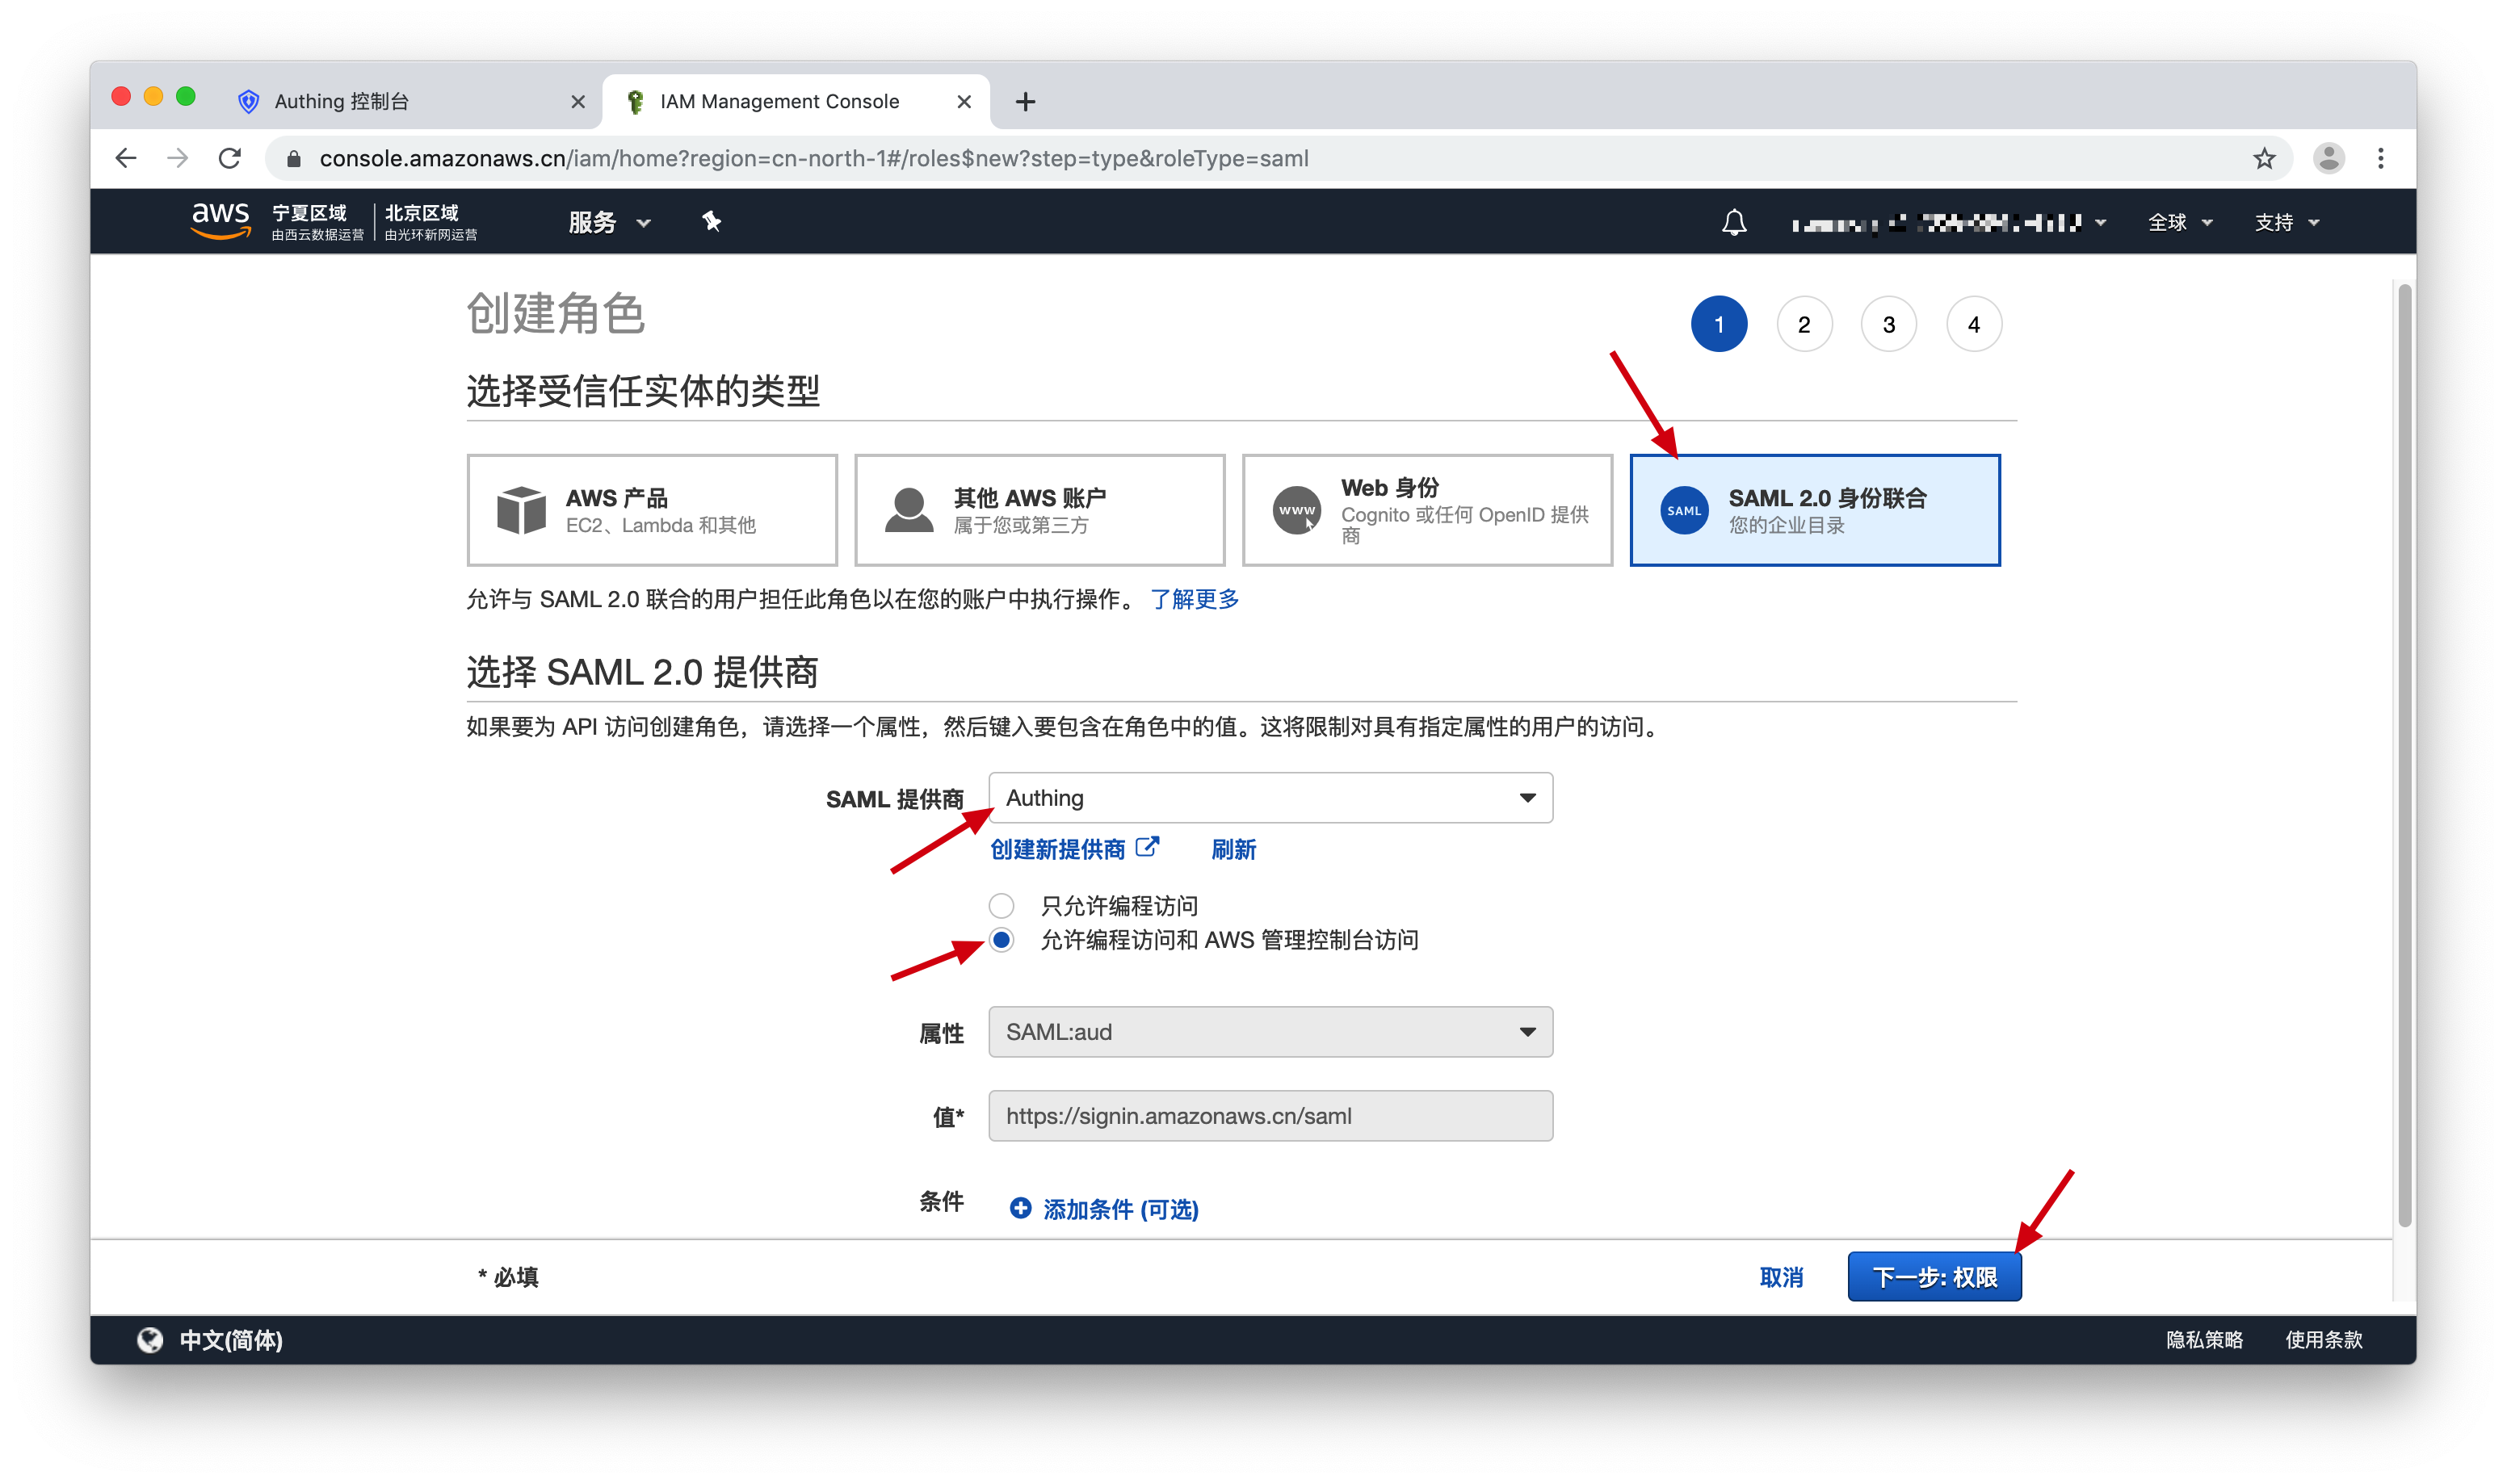 Authing 控制台
IAM Management Console
console.amazonaws.cn/iam/home?region=cn-north-1#/roles$new?step=type&roleType=saml
aws
宁夏区域
由西云数据运营
北京区域
由光环新网运营
服务
全球
支持
创建角色
1 2 3 4
选择受信任实体的类型
AWS 产品
EC2、Lambda 和其他
其他 AWS 账户
属于您或第三方
www
Web 身份
Cognito 或任何 OpenID 提供
商
SAML
SAML 2.0 身份联合
您的企业目录
允许与 SAML 2.0 联合的用户担任此角色以在您的账户中执行操作。 了解更多
选择 SAML 2.0 提供商
如果要为 API 访问创建角色，请选择一个属性，然后键入要包含在角色中的值。这将限制对具有指定属性的用户的访问。
SAML 提供商 Authing
创建新提供商 刷新
只允许编程访问
允许编程访问和 AWS 管理控制台访问
属性 SAML:aud
值* https://signin.amazonaws.cn/saml
条件 添加条件 (可选)
* 必填
取消
下一步: 权限
中文(简体)
隐私策略
使用条款